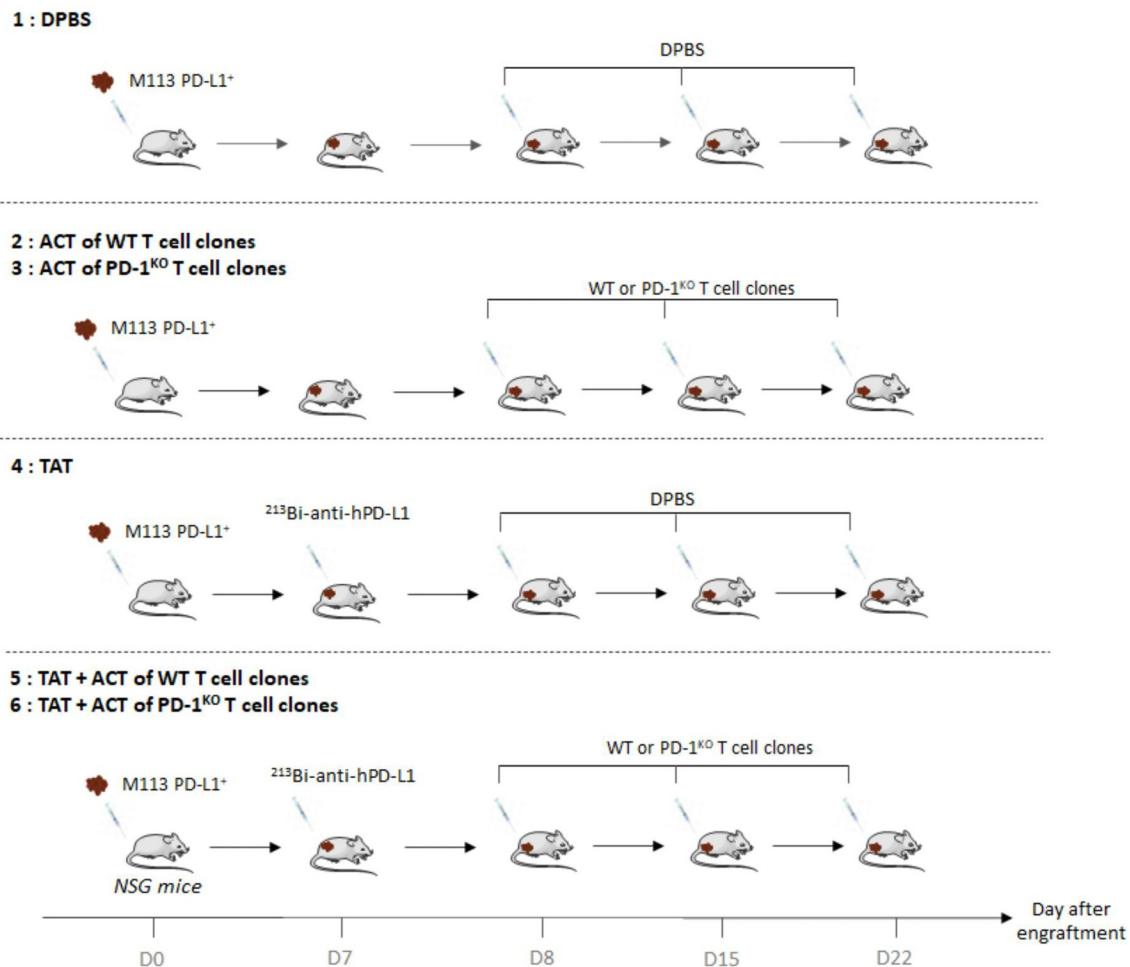 1 : DPBS
DPBS
M113 PD-L1⁺
2 : ACT of WT T cell clones
3 : ACT of PD-1ᴷᴼ T cell clones
WT or PD-1ᴷᴼ T cell clones
M113 PD-L1⁺
4 : TAT
DPBS
²¹³Bi-anti-hPD-L1
M113 PD-L1⁺
5 : TAT + ACT of WT T cell clones
6 : TAT + ACT of PD-1ᴷᴼ T cell clones
WT or PD-1ᴷᴼ T cell clones
²¹³Bi-anti-hPD-L1
M113 PD-L1⁺
NSG mice
Day after
engraftment
D0 D7 D8 D15 D22